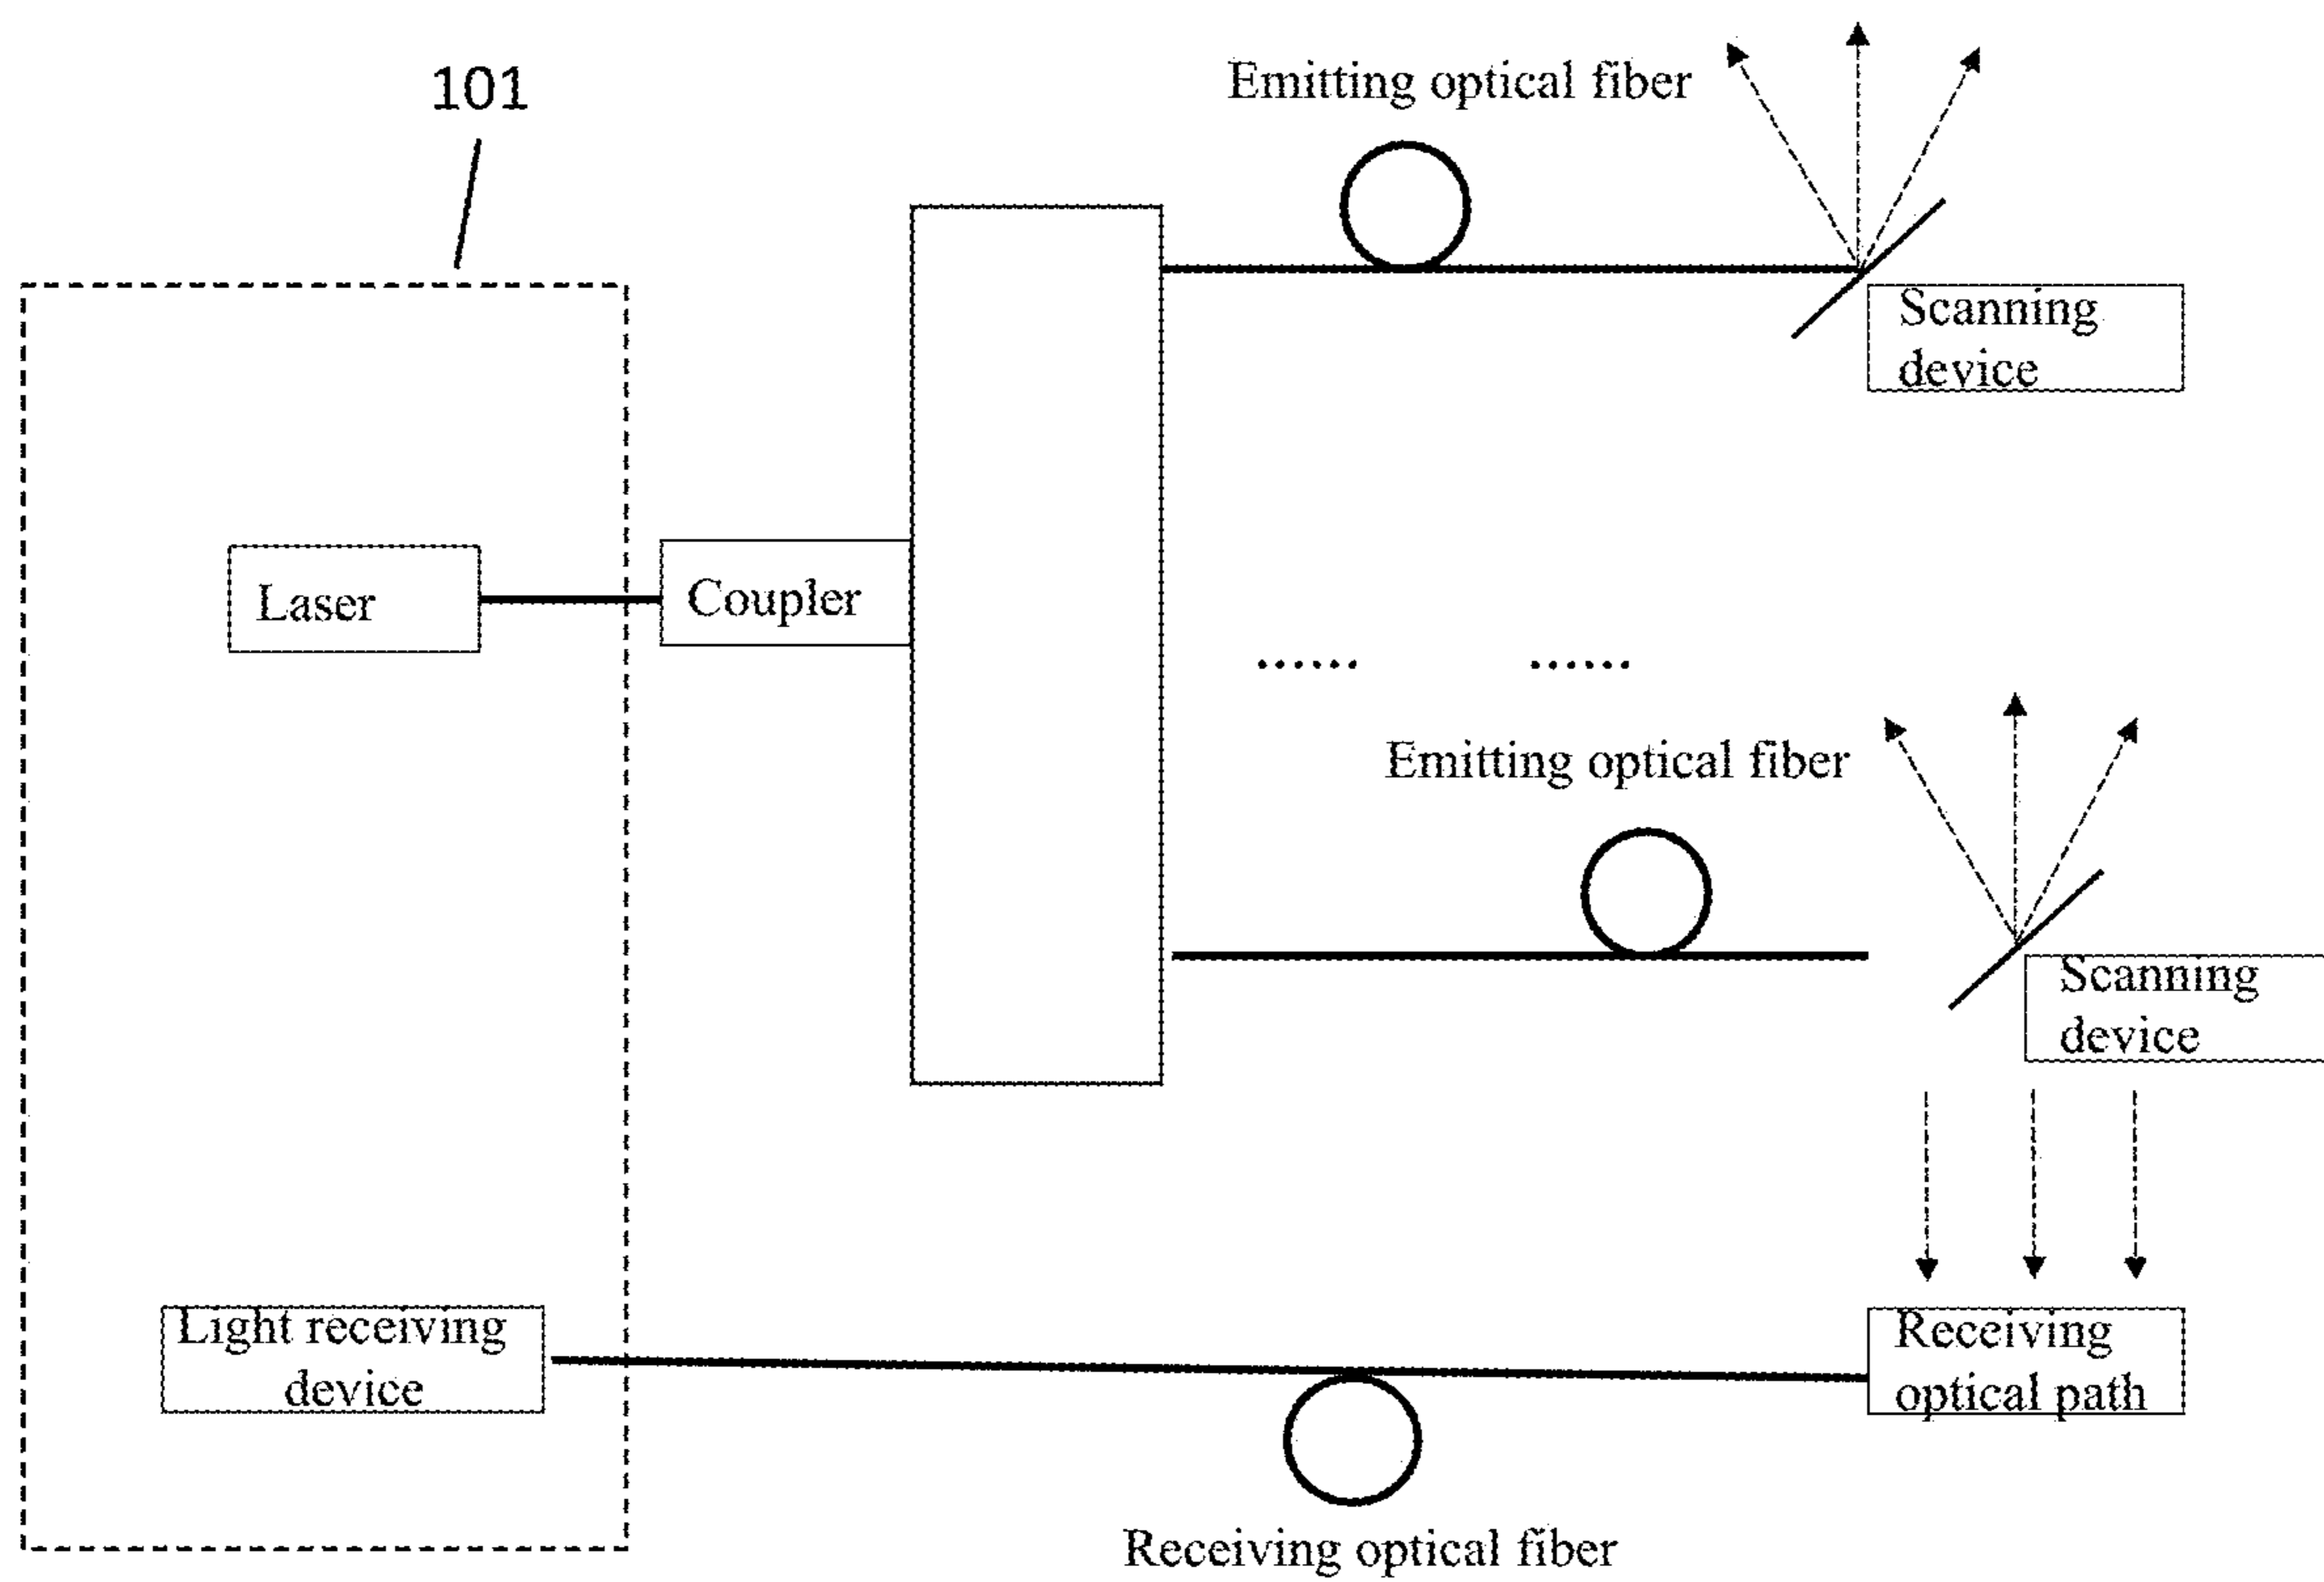 101
Emitting optical fiber
Scanning
device
Laser
Coupler
...... ......
Emitting optical fiber
Scanning
device
Light receiving
device
Receiving
optical path
Receiving optical fiber